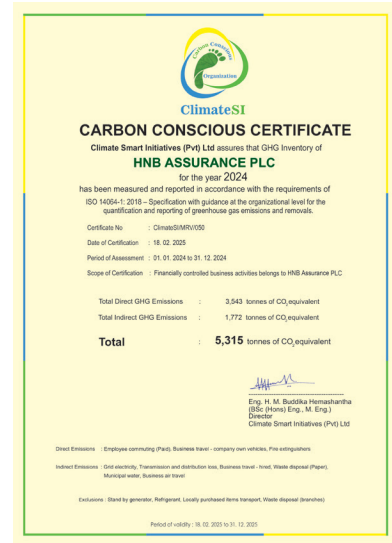 Carbon Conscious
Organization
ClimateSI
CARBON CONSCIOUS CERTIFICATE
Climate Smart Initiatives (Pvt) Ltd assures that GHG Inventory of
HNB ASSURANCE PLC
for the year 2024
has been measured and reported in accordance with the requirements of
ISO 14064-1: 2018 – Specification with guidance at the organizational level for the
quantification and reporting of greenhouse gas emissions and removals.
Certificate No : ClimateSI/MRV/050
Date of Certification : 18. 02. 2025
Period of Assessment : 01. 01. 2024 to 31. 12. 2024
Scope of Certification : Financially controlled business activities belongs to HNB Assurance PLC
Total Direct GHG Emissions : 3,543 tonnes of CO₂equivalent
Total Indirect GHG Emissions : 1,772 tonnes of CO₂equivalent
Total : 5,315 tonnes of CO₂equivalent
Eng. H. M. Buddika Hemashantha
(BSc (Hons) Eng., M. Eng.)
Director
Climate Smart Initiatives (Pvt) Ltd
Direct Emissions : Employee commuting (Paid), Business travel - company own vehicles, Fire extinguishers
Indirect Emissions : Grid electricity, Transmission and distribution loss, Business travel - hired, Waste disposal (Paper),
Municipal water, Business air travel
Exclusions : Stand by generator, Refrigerant, Locally purchased items transport, Waste disposal (branches)
Period of validity : 18. 02. 2025 to 31. 12. 2025